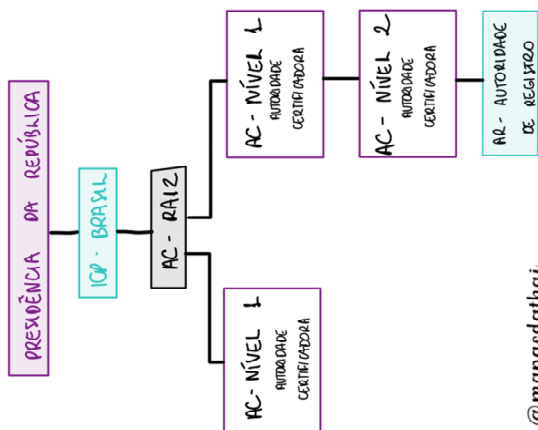 PRESIDÊNCIA DA REPÚBLICA
ICP - BRASIL
AC - RAIZ
AC - NÍVEL 1
AUTORIDADE
CERTIFICADORA
AC - NÍVEL 1
AUTORIDADE
CERTIFICADORA
AC - NÍVEL 2
AUTORIDADE
CERTIFICADORA
AR - AUTORIDADE
DE REGISTRO
@mapasdathai